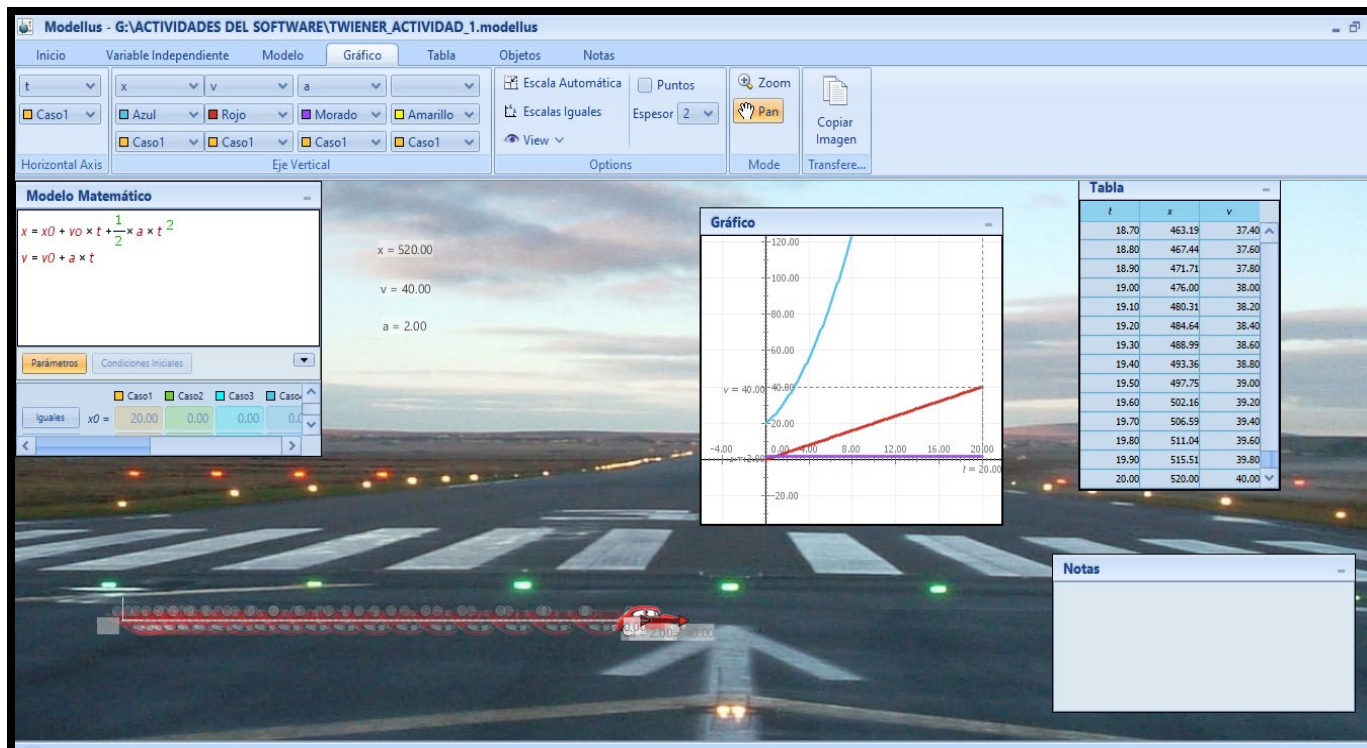 Modellus - G:\ACTIVIDADES DEL SOFTWARE\TWIENER_ACTIVIDAD_1.modellus
Inicio Variable Independiente Modelo Gráfico Tabla Objetos Notas
t x v a
Caso1 Azul Rojo Morado Amarillo
Caso1 Caso1 Caso1 Caso1
Horizontal Axis Eje Vertical
Escala Automática Puntos
Escalas Iguales Espesor 2
View
Options
Zoom
Pan
Mode
Copiar
Imagen
Transfere...
Modelo Matemático
x = x0 + vo × t + 1/2 × a × t 2
v = v0 + a × t
Parámetros Condiciones Iniciales
Caso1 Caso2 Caso3
Iguales x0 = 20.00 0.00 0.00
x = 520.00
v = 40.00
a = 2.00
Gráfico
120.00
100.00
80.00
60.00
v = 40.00 40.00
20.00
-4.00 0.00 4.00 8.00 12.00 16.00 20.00
t = 20.00
-20.00
Tabla
t x v
18.70 463.19 37.40
18.80 467.44 37.60
18.90 471.71 37.80
19.00 476.00 38.00
19.10 480.31 38.20
19.20 484.64 38.40
19.30 488.99 38.60
19.40 493.36 38.80
19.50 497.75 39.00
19.60 502.16 39.20
19.70 506.59 39.40
19.80 511.04 39.60
19.90 515.51 39.80
20.00 520.00 40.00
Notas